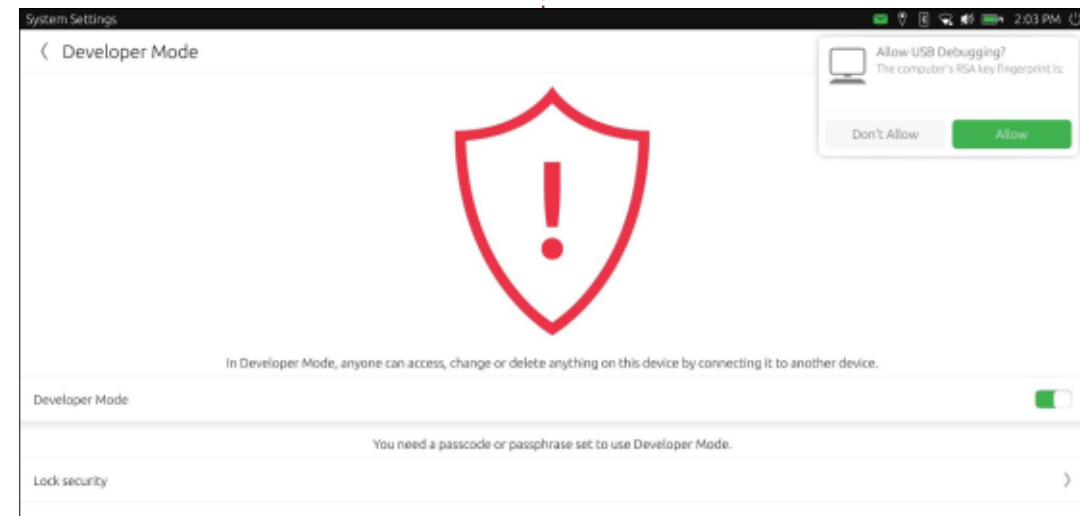 System Settings
2:03 PM
Developer Mode
Allow USB Debugging?
The computer's RSA key fingerprint is:
Don't Allow
Allow
In Developer Mode, anyone can access, change or delete anything on this device by connecting it to another device.
Developer Mode
You need a passcode or passphrase set to use Developer Mode.
Lock security